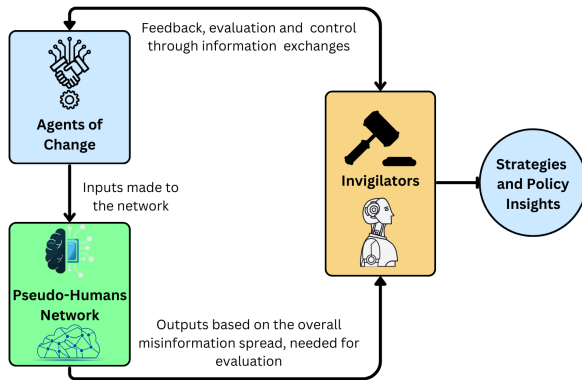 Feedback, evaluation and control
through information exchanges
Agents of
Change
Inputs made to
the network
Pseudo-Humans
Network
Outputs based on the overall
misinformation spread, needed for
evaluation
Invigilators
Strategies
and Policy
Insights